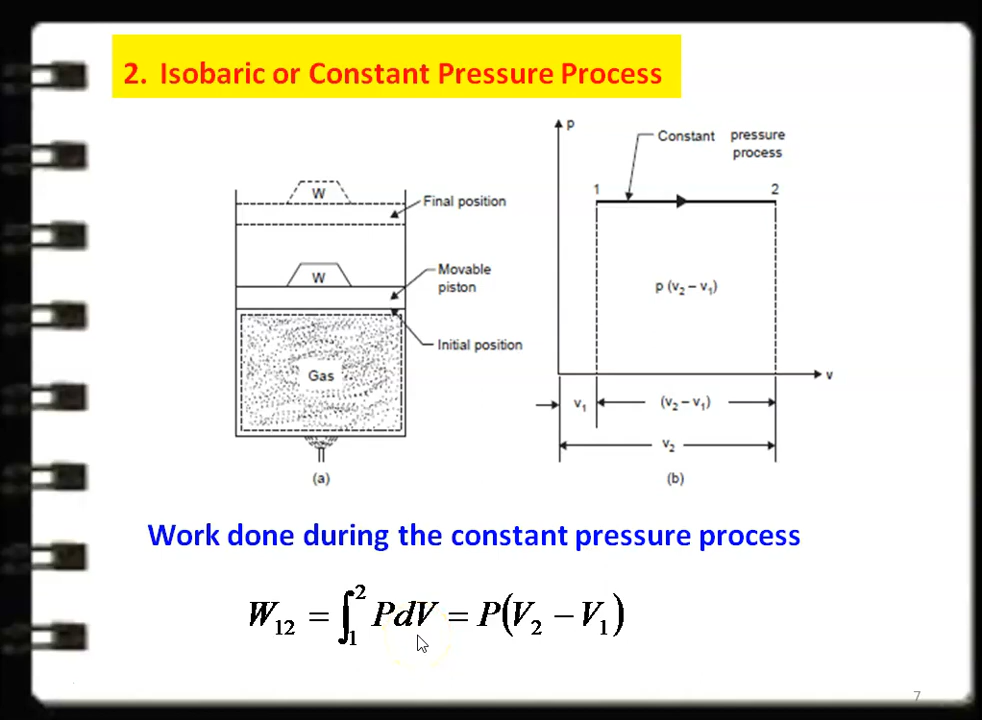 2. Isobaric or Constant Pressure Process
W
Final position
W
Movable
piston
Initial position
Gas
(a)
p
Constant pressure
process
1
2
p (v₂ – v₁)
v
v₁
(v₂ – v₁)
v₂
(b)
Work done during the constant pressure process
W₁₂ = ∫₁² PdV = P(V₂ − V₁)
7